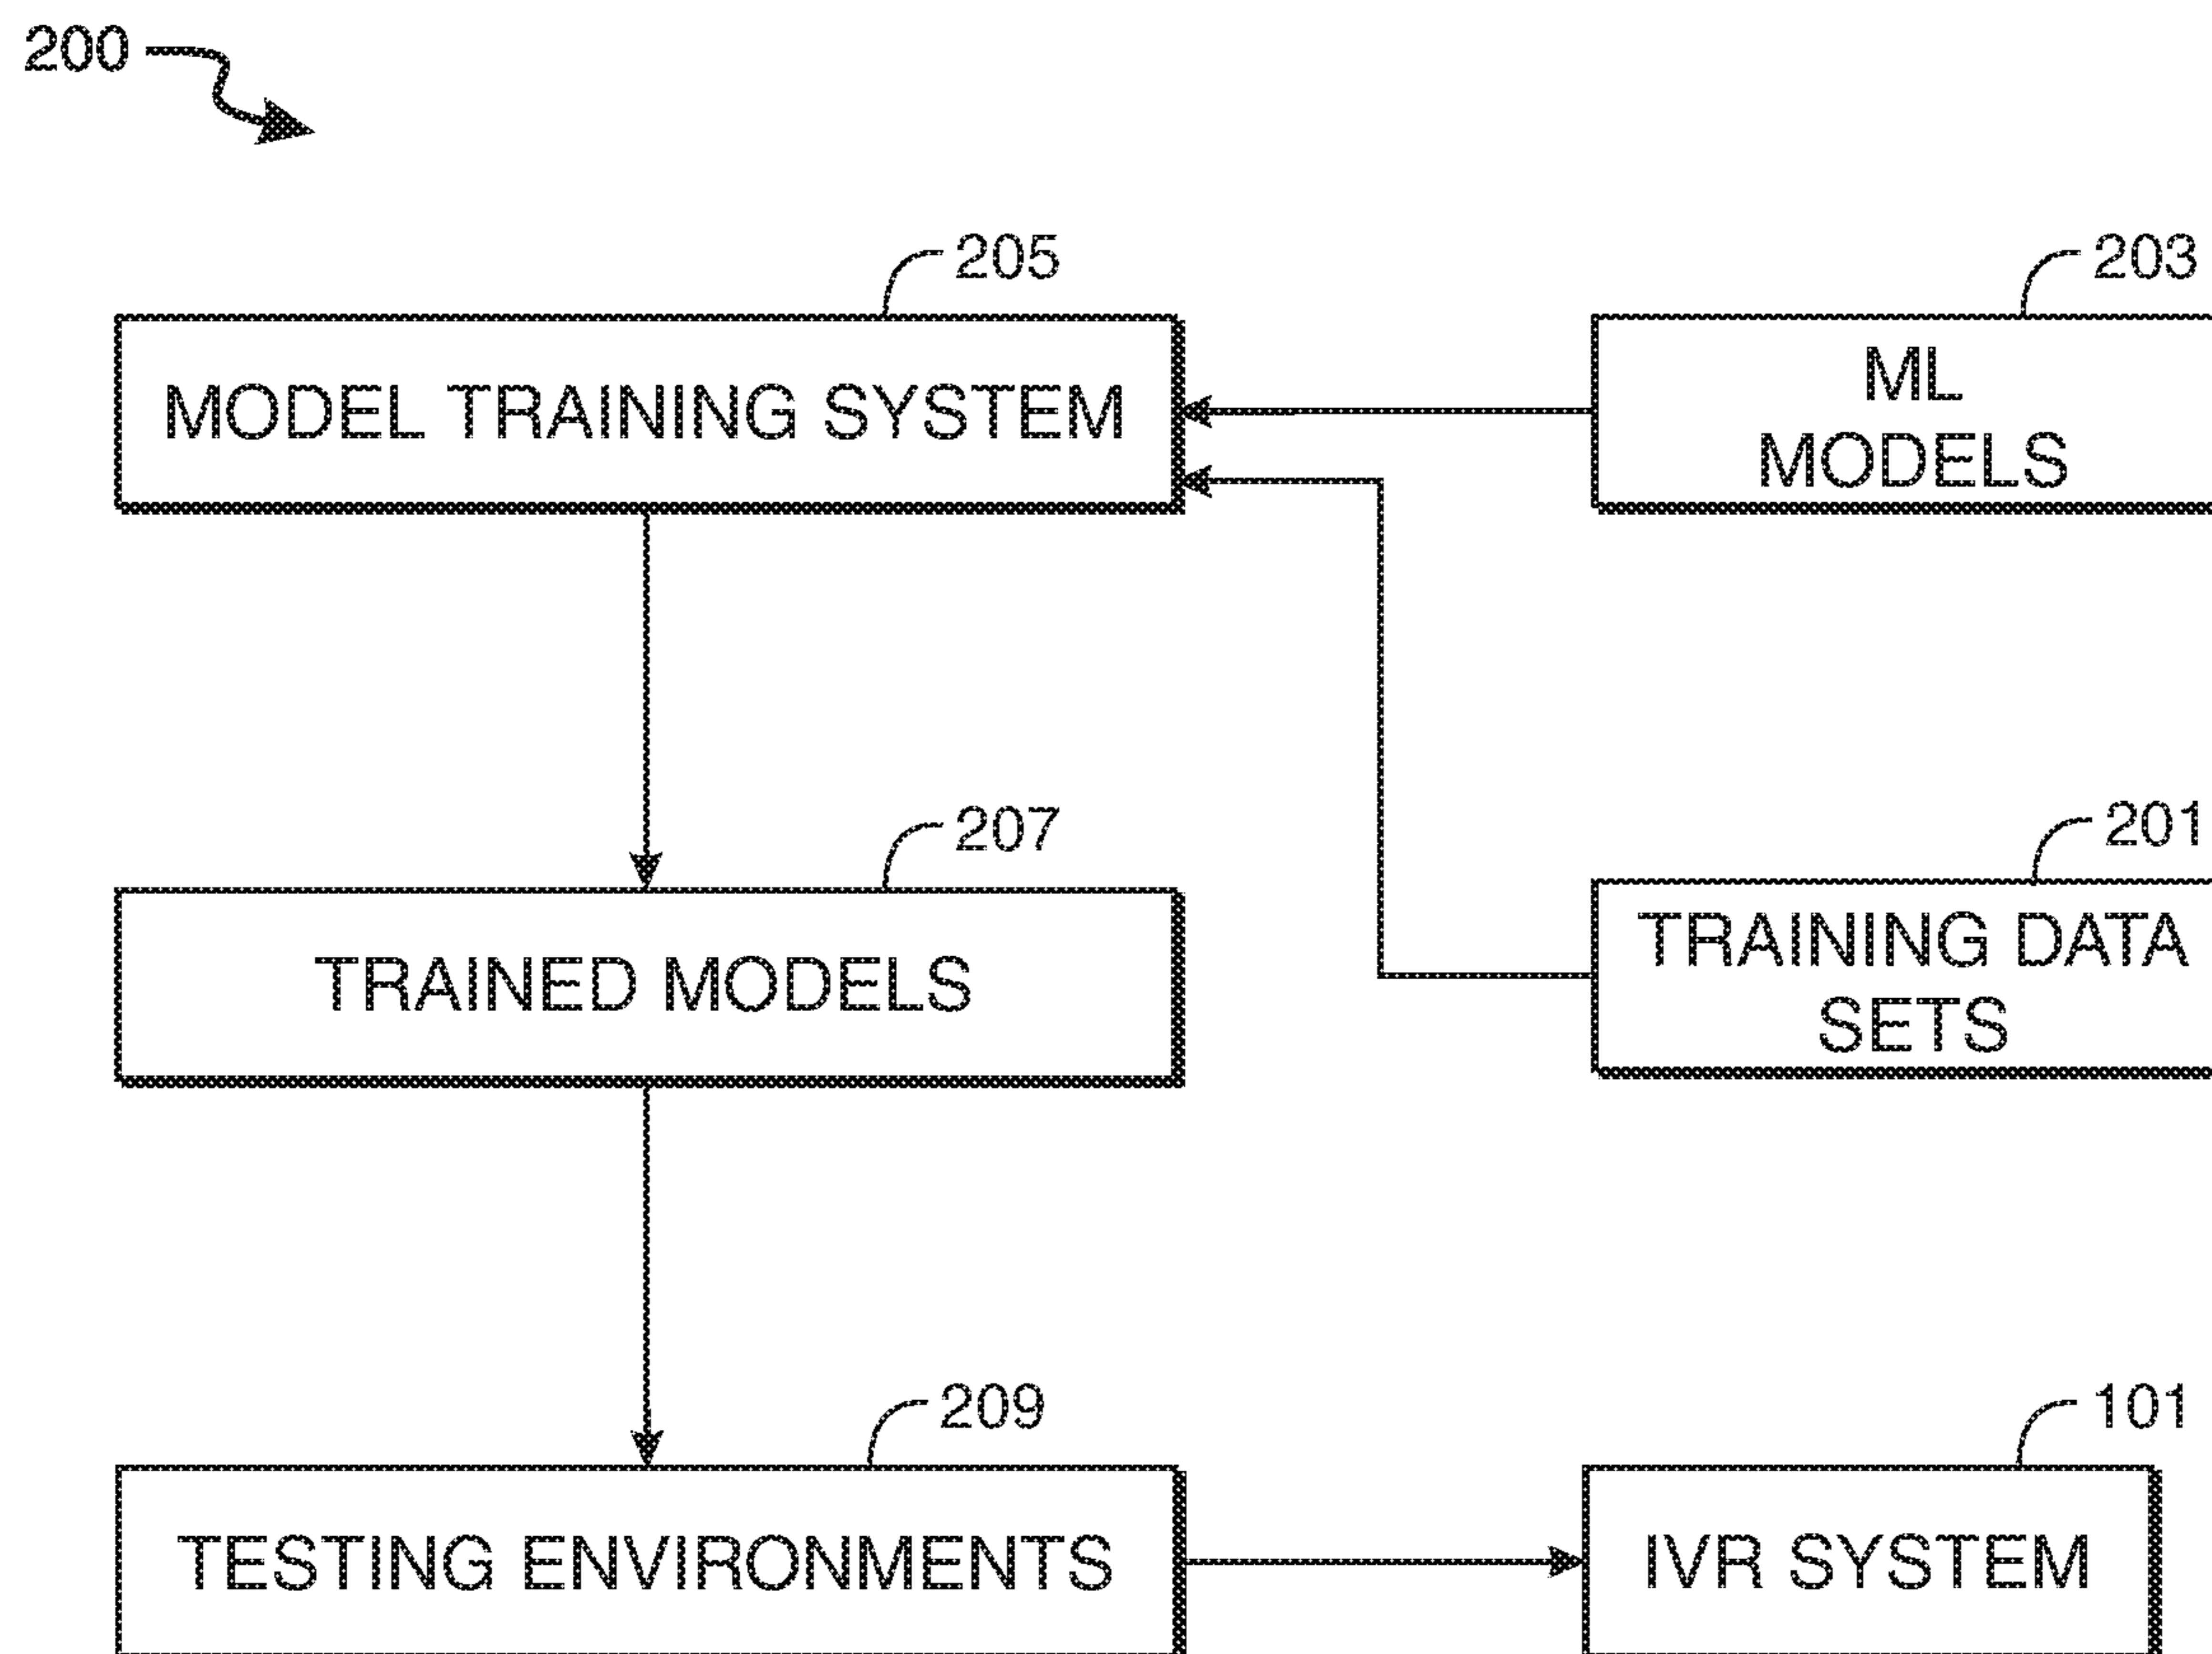 200
205
203
MODEL TRAINING SYSTEM
ML
MODELS
207
201
TRAINED MODELS
TRAINING DATA
SETS
209
101
TESTING ENVIRONMENTS
IVR SYSTEM